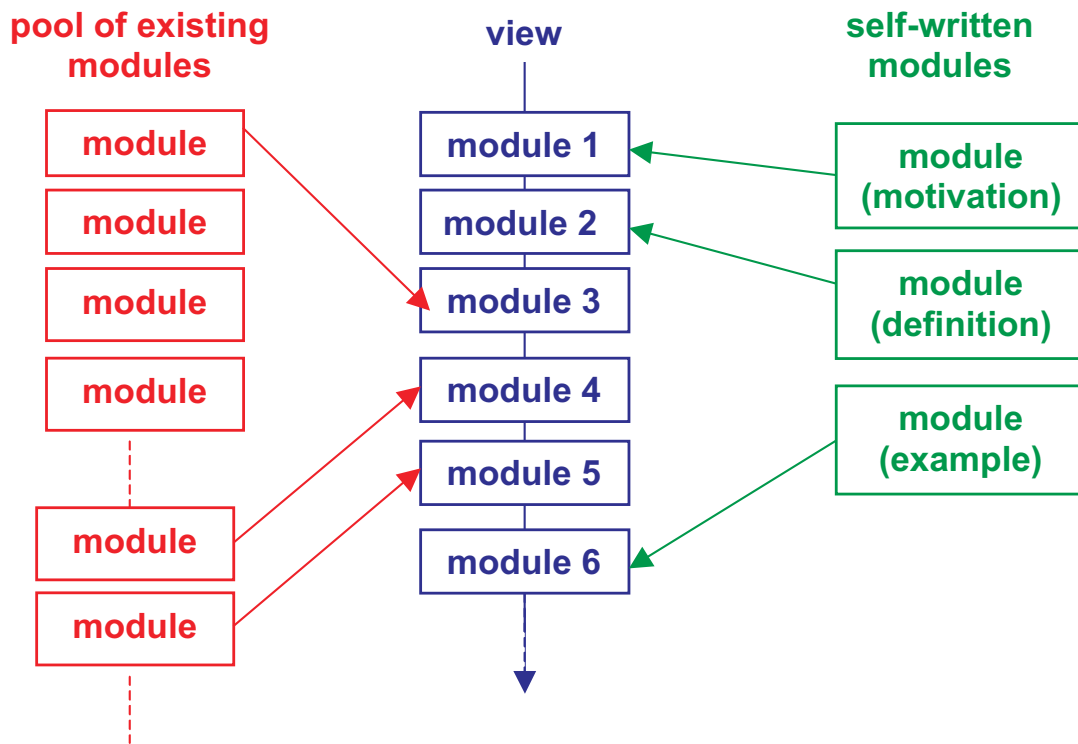 pool of existing
modules
module
module
module
module
module
module
view
module 1
module 2
module 3
module 4
module 5
module 6
self-written
modules
module
(motivation)
module
(definition)
module
(example)